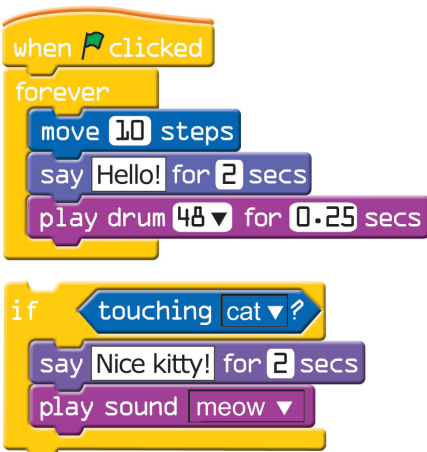 when clicked
forever
move 10 steps
say Hello! for 2 secs
play drum 48 for 0.25 secs
if touching cat ?
say Nice kitty! for 2 secs
play sound meow